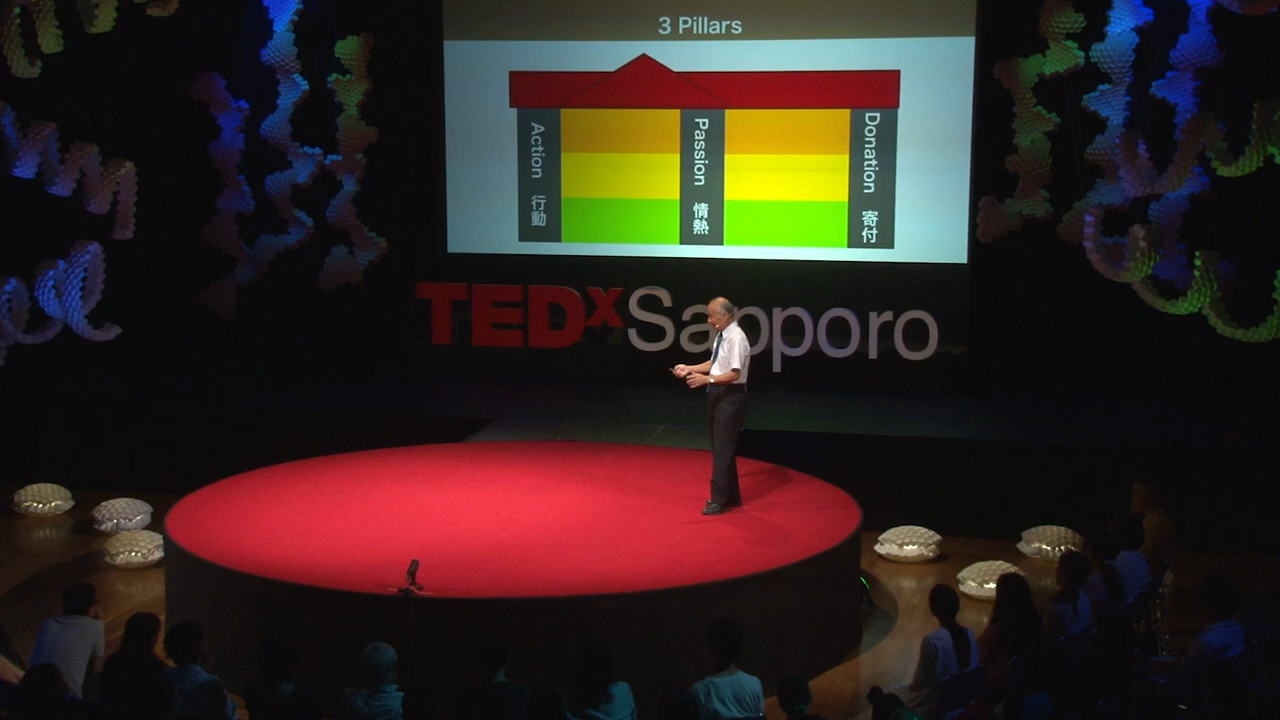 3 Pillars
Action 行動
Passion 情熱
Donation 寄付
TEDxSapporo